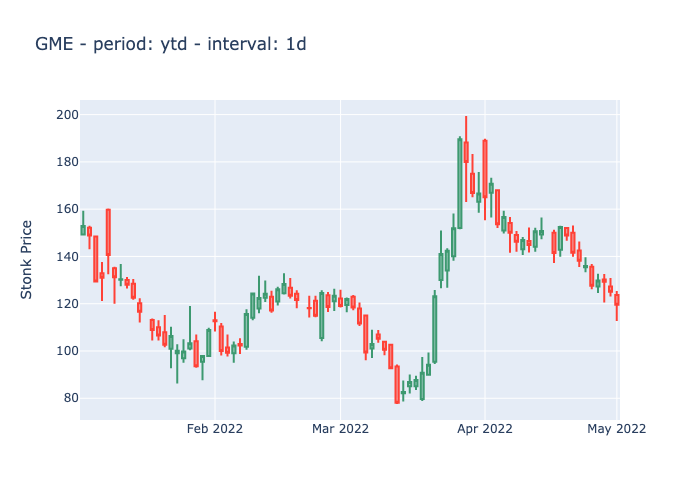 GME - period: ytd - interval: 1d
Stonk Price
200
180
160
140
120
100
80
Feb 2022
Mar 2022
Apr 2022
May 2022